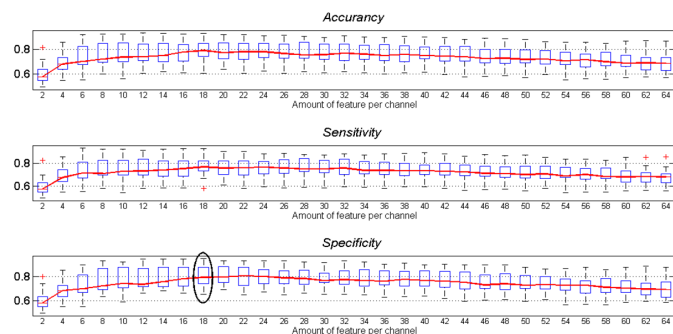 Accurancy
0.8
0.6
2 4 6 8 10 12 14 16 18 20 22 24 26 28 30 32 34 36 38 40 42 44 46 48 50 52 54 56 58 60 62 64
Amount of feature per channel
Sensitivity
0.8
0.6
2 4 6 8 10 12 14 16 18 20 22 24 26 28 30 32 34 36 38 40 42 44 46 48 50 52 54 56 58 60 62 64
Amount of feature per channel
Specificity
0.8
0.6
2 4 6 8 10 12 14 16 18 20 22 24 26 28 30 32 34 36 38 40 42 44 46 48 50 52 54 56 58 60 62 64
Amount of feature per channel